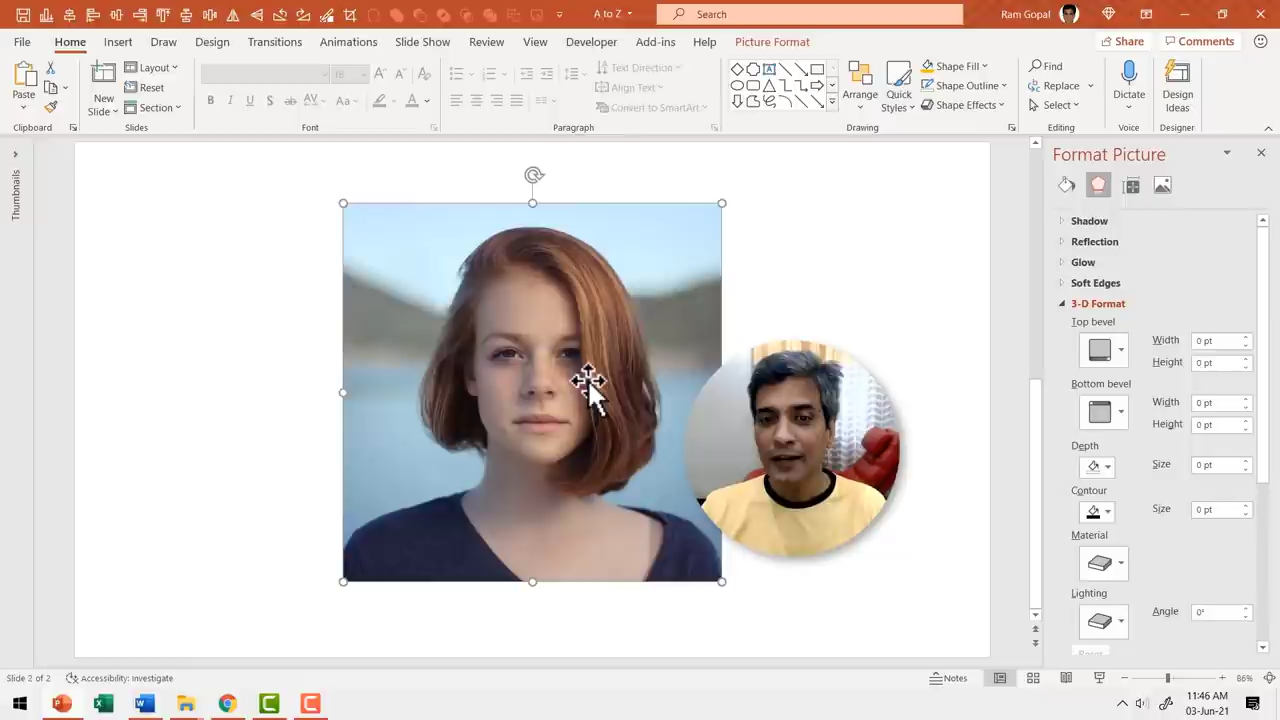 A to Z
Search
Ram Gopal
File
Home
Insert
Draw
Design
Transitions
Animations
Slide Show
Review
View
Developer
Add-ins
Help
Picture Format
Share
Comments
Paste
New
Slide
Layout
Reset
Section
B I U S ab AV Aa
A
Text Direction
Align Text
Convert to SmartArt
Arrange
Quick
Styles
Shape Fill
Shape Outline
Shape Effects
Find
Replace
Select
Dictate
Design
Ideas
Clipboard
Slides
Font
Paragraph
Drawing
Editing
Voice
Designer
Thumbnails
Format Picture
Shadow
Reflection
Glow
Soft Edges
3-D Format
Top bevel
Width 0 pt
Height 0 pt
Bottom bevel
Width 0 pt
Height 0 pt
Depth
Size 0 pt
Contour
Size 0 pt
Material
Lighting
Angle 0°
Reset
Slide 2 of 2
Accessibility: Investigate
Notes
86%
11:46 AM
03-Jun-21